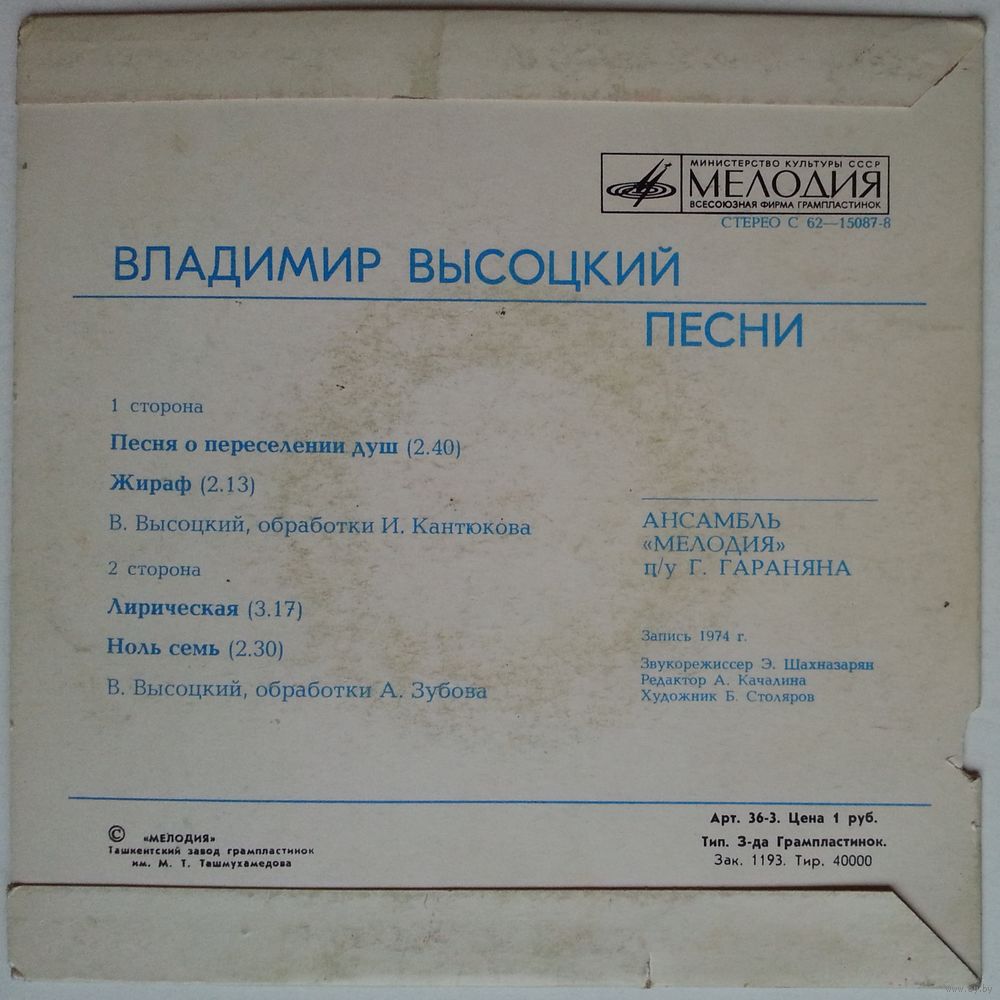 МИНИСТЕРСТВО КУЛЬТУРЫ СССР
МЕЛОДИЯ
ВСЕСОЮЗНАЯ ФИРМА ГРАМПЛАСТИНОК
СТЕРЕО С 62—15087-8
ВЛАДИМИР ВЫСОЦКИЙ
ПЕСНИ
1 сторона
Песня о переселении душ (2.40)
Жираф (2.13)
В. Высоцкий, обработки И. Кантюкова
2 сторона
Лирическая (3.17)
Ноль семь (2.30)
В. Высоцкий, обработки А. Зубова
АНСАМБЛЬ
«МЕЛОДИЯ»
п/у Г. ГАРАНЯНА
Запись 1974 г.
Звукорежиссер Э. Шахназарян
Редактор А. Качалина
Художник Б. Столяров
© «МЕЛОДИЯ»
Ташкентский завод грампластинок
им. М. Т. Ташмухамедова
Арт. 36-3. Цена 1 руб.
Тип. З-да Грампластинок.
Зак. 1193. Тир. 40000